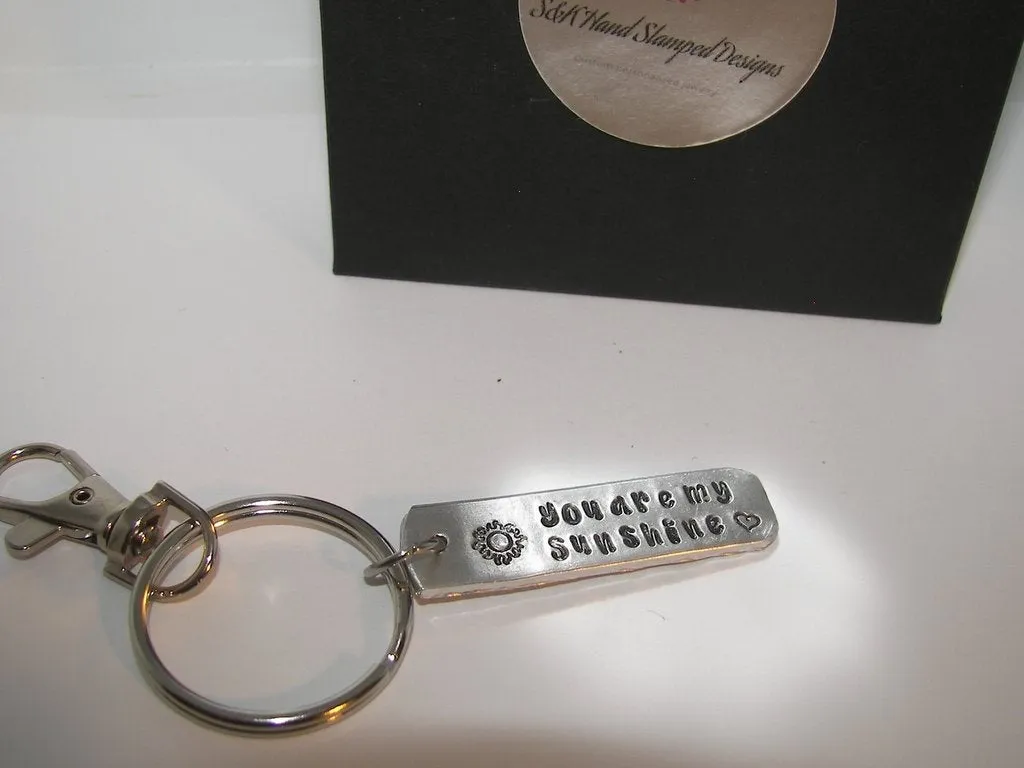 S&K Hand Stamped Designs
you are my
sunshine